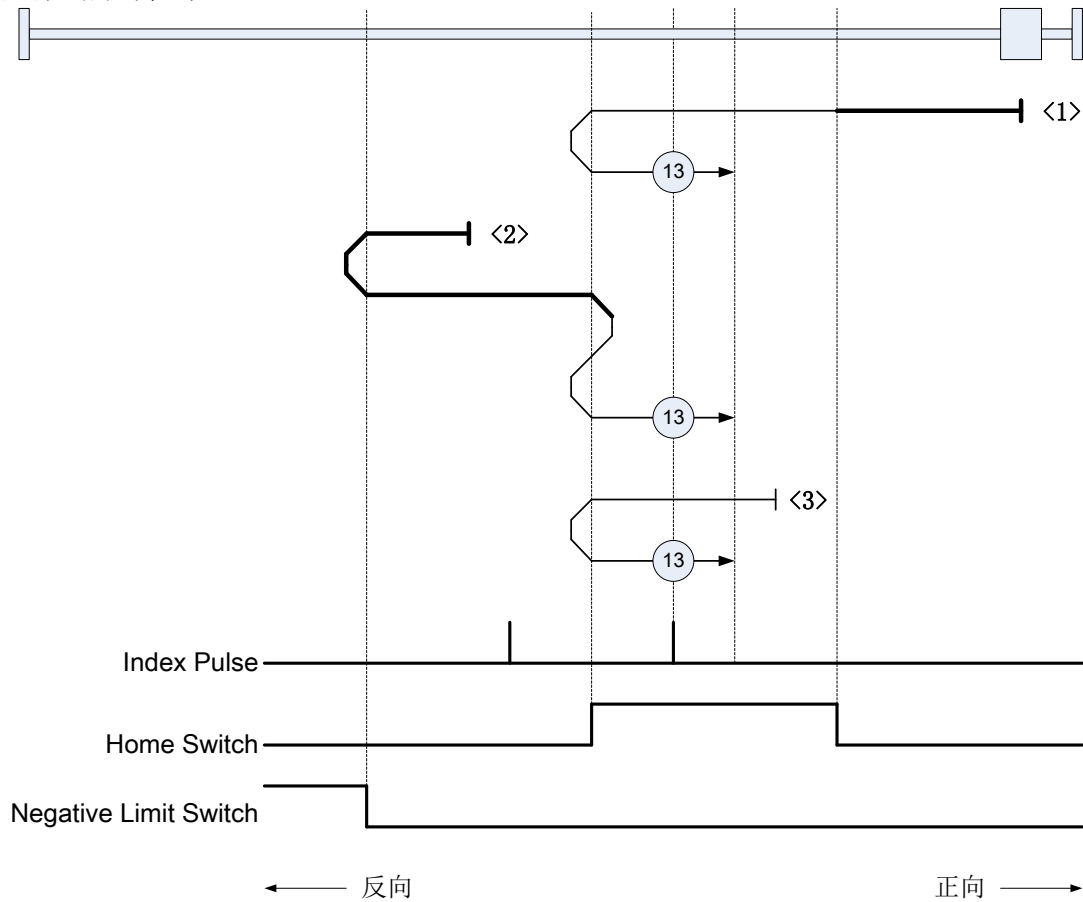 <1>
13
<2>
13
<3>
13
Index Pulse
Home Switch
Negative Limit Switch
反向
正向